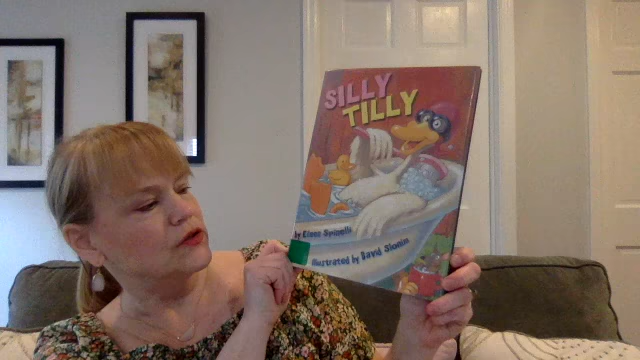 SILLY
TILLY
by Eileen Spinelli
illustrated by David Slonim